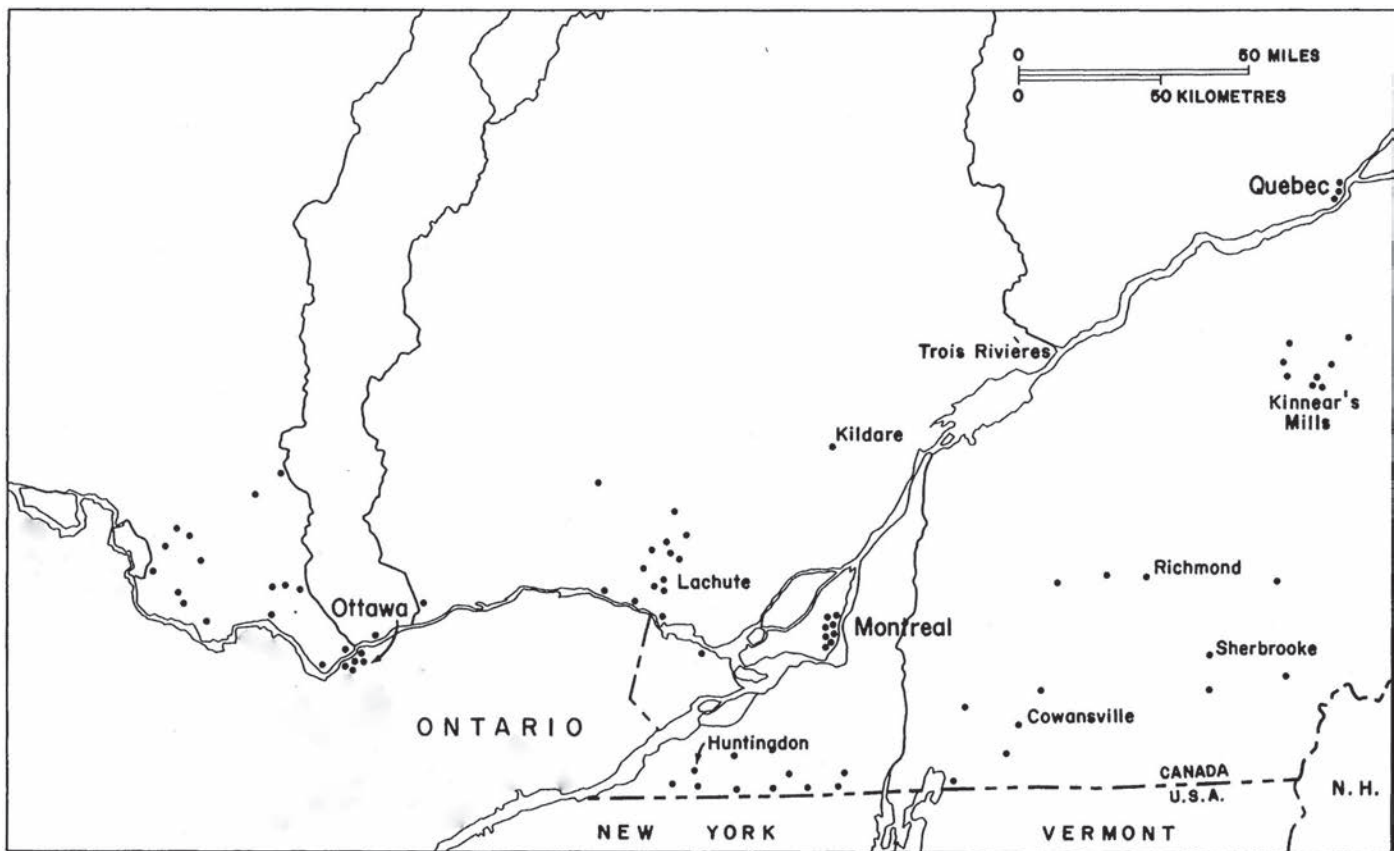 0 50 MILES
0 50 KILOMETRES
Quebec
Trois Rivières
Kinnear's
Mills
Kildare
Richmond
Lachute
Ottawa
Montreal
Sherbrooke
Cowansville
ONTARIO
Huntingdon
CANADA
U.S.A.
N.H.
NEW YORK
VERMONT